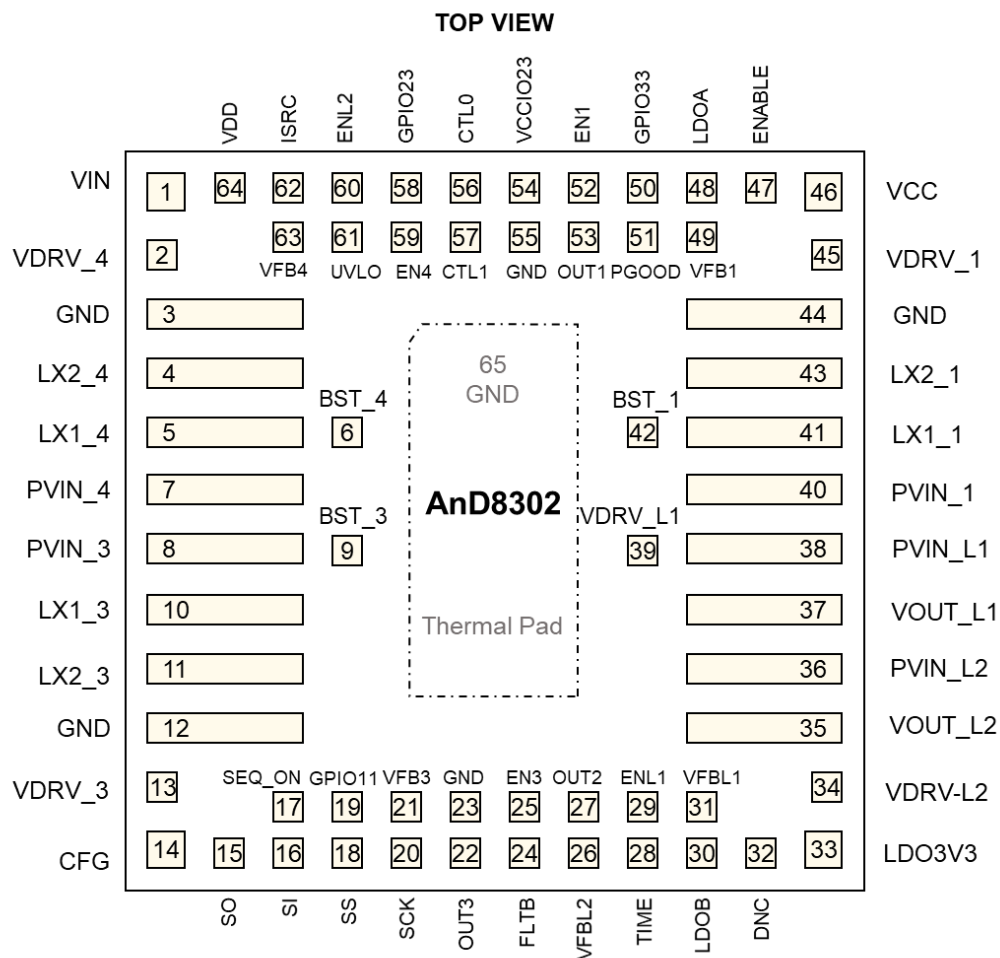 TOP VIEW
VDD
ISRC
ENL2
GPIO23
CTL0
VCCIO23
EN1
GPIO33
LDOA
ENABLE
VIN 1 64 62 60 58 56 54 52 50 48 47 46 VCC
63 61 59 57 55 53 51 49
VDRV_4 2 45 VDRV_1
VFB4 UVLO EN4 CTL1 GND OUT1 PGOOD VFB1
GND 3 44 GND
65
GND
LX2_4 4 43 LX2_1
BST_4 BST_1
LX1_4 5 6 42 41 LX1_1
PVIN_4 7 40 PVIN_1
AnD8302
BST_3 VDRV_L1
PVIN_3 8 9 39 38 PVIN_L1
LX1_3 10 37 VOUT_L1
Thermal Pad
LX2_3 11 36 PVIN_L2
GND 12 35 VOUT_L2
SEQ_ON GPIO11 VFB3 GND EN3 OUT2 ENL1 VFBL1
VDRV_3 13 34 VDRV-L2
17 19 21 23 25 27 29 31
CFG 14 15 16 18 20 22 24 26 28 30 32 33 LDO3V3
SO
SI
SS
SCK
OUT3
FLTB
VFBL2
TIME
LDOB
DNC